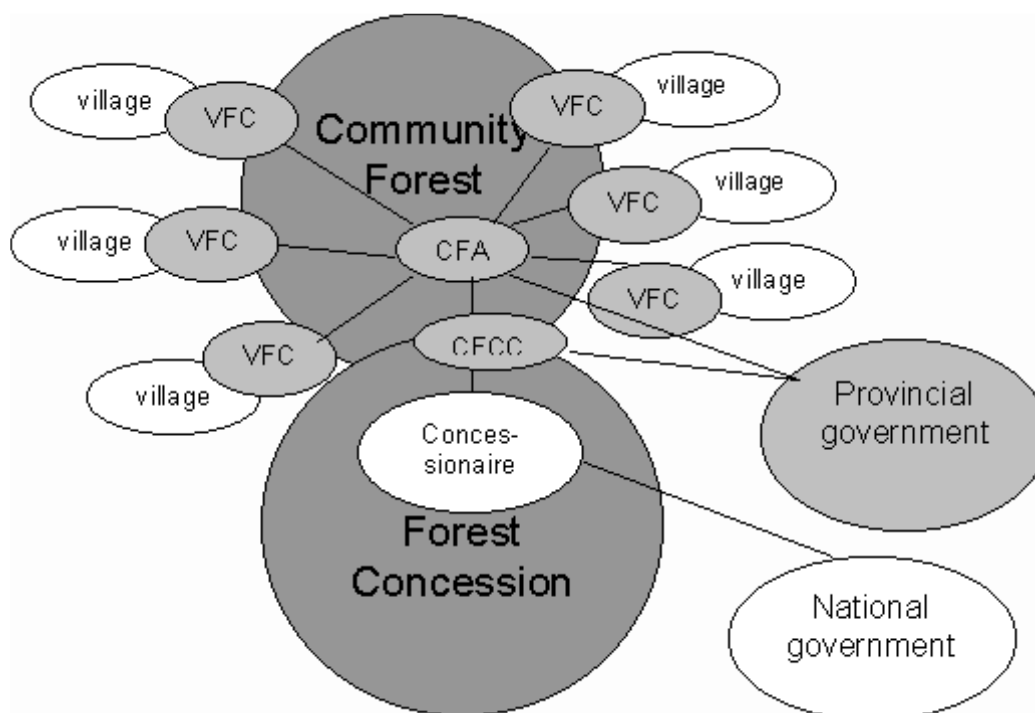 village
VFC
VFC
village
Community
Forest
VFC
village
village
VFC
CFA
VFC
village
VFC
village
CFCC
Provincial
government
Conces-
sionaire
Forest
Concession
National
government